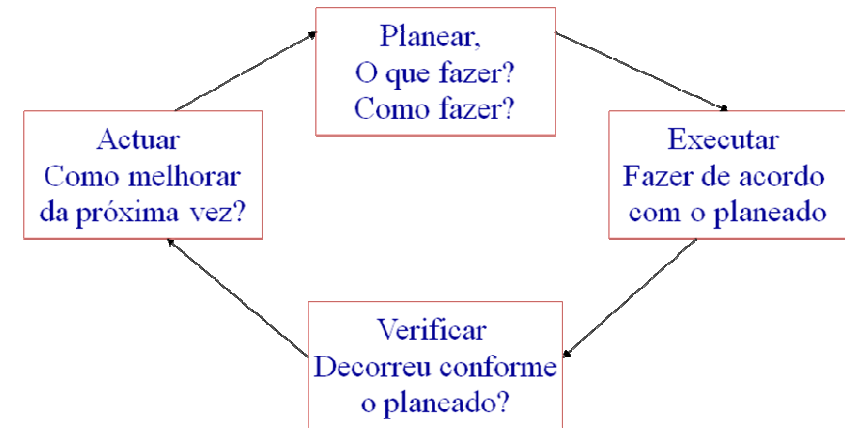 Planear,
O que fazer?
Como fazer?
Executar
Fazer de acordo
com o planeado
Verificar
Decorreu conforme
o planeado?
Actuar
Como melhorar
da próxima vez?